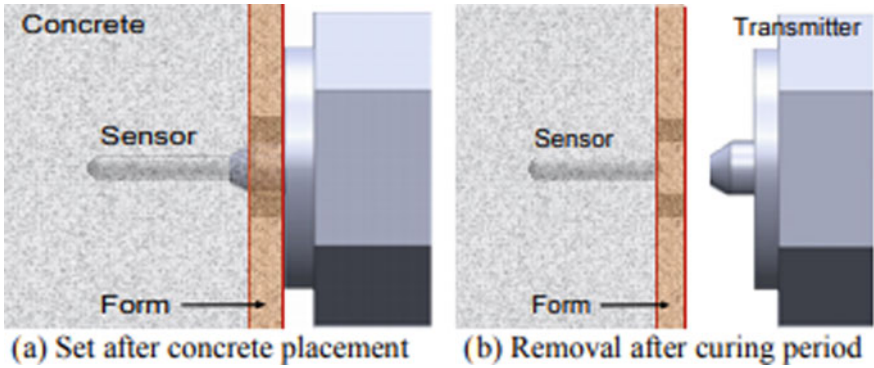 Concrete
Sensor
Form
(a) Set after concrete placement
Transmitter
Sensor
Form
(b) Removal after curing period